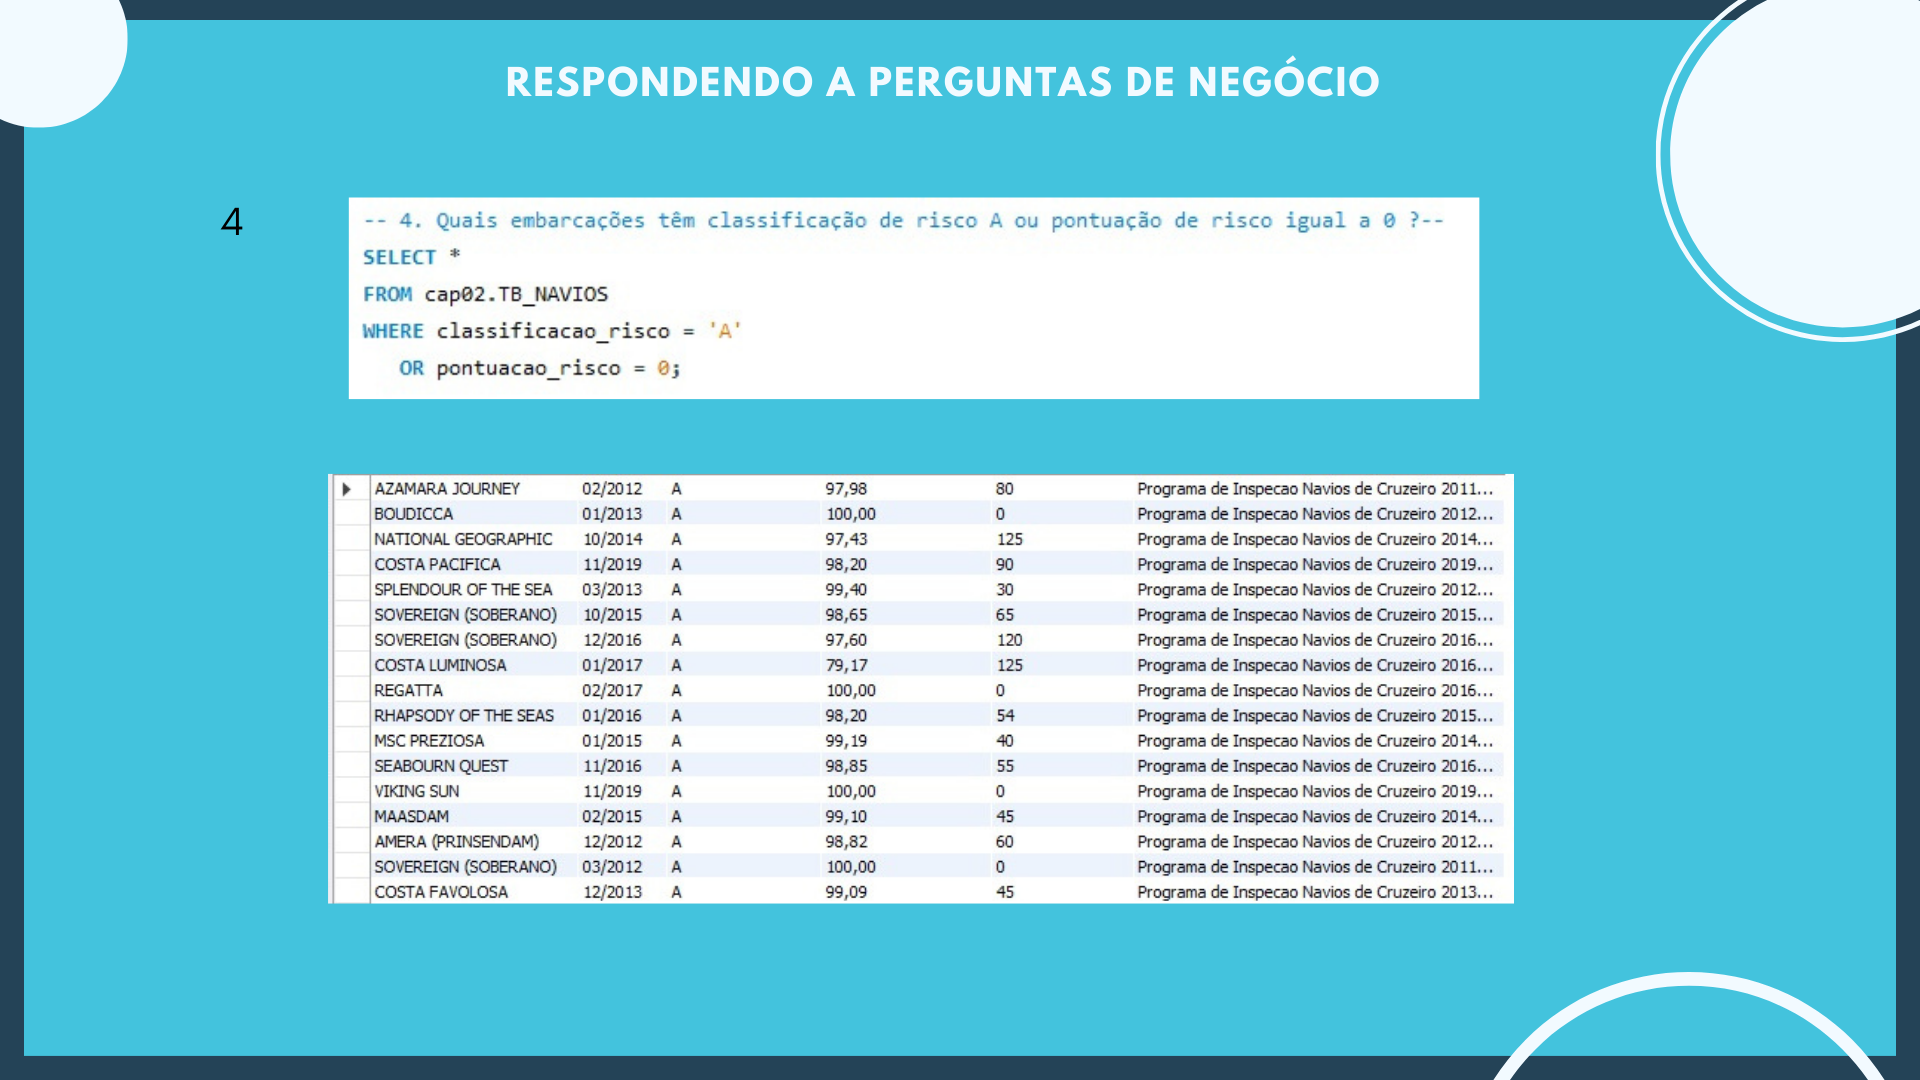 RESPONDENDO A PERGUNTAS DE NEGÓCIO
4
-- 4. Quais embarcações têm classificação de risco A ou pontuação de risco igual a 0 ?--
SELECT *
FROM cap02.TB_NAVIOS
WHERE classificacao_risco = 'A'
OR pontuacao_risco = 0;
AZAMARA JOURNEY 02/2012 A 97,98 80 Programa de Inspecao Navios de Cruzeiro 2011...
BOUDICCA 01/2013 A 100,00 0 Programa de Inspecao Navios de Cruzeiro 2012...
NATIONAL GEOGRAPHIC 10/2014 A 97,43 125 Programa de Inspecao Navios de Cruzeiro 2014...
COSTA PACIFICA 11/2019 A 98,20 90 Programa de Inspecao Navios de Cruzeiro 2019...
SPLENDOUR OF THE SEA 03/2013 A 99,40 30 Programa de Inspecao Navios de Cruzeiro 2012...
SOVEREIGN (SOBERANO) 10/2015 A 98,65 65 Programa de Inspecao Navios de Cruzeiro 2015...
SOVEREIGN (SOBERANO) 12/2016 A 97,60 120 Programa de Inspecao Navios de Cruzeiro 2016...
COSTA LUMINOSA 01/2017 A 79,17 125 Programa de Inspecao Navios de Cruzeiro 2016...
REGATTA 02/2017 A 100,00 0 Programa de Inspecao Navios de Cruzeiro 2016...
RHAPSODY OF THE SEAS 01/2016 A 98,20 54 Programa de Inspecao Navios de Cruzeiro 2015...
MSC PREZIOSA 01/2015 A 99,19 40 Programa de Inspecao Navios de Cruzeiro 2014...
SEABOURN QUEST 11/2016 A 98,85 55 Programa de Inspecao Navios de Cruzeiro 2016...
VIKING SUN 11/2019 A 100,00 0 Programa de Inspecao Navios de Cruzeiro 2019...
MAASDAM 02/2015 A 99,10 45 Programa de Inspecao Navios de Cruzeiro 2014...
AMERA (PRINSENDAM) 12/2012 A 98,82 60 Programa de Inspecao Navios de Cruzeiro 2012...
SOVEREIGN (SOBERANO) 03/2012 A 100,00 0 Programa de Inspecao Navios de Cruzeiro 2011...
COSTA FAVOLOSA 12/2013 A 99,09 45 Programa de Inspecao Navios de Cruzeiro 2013...